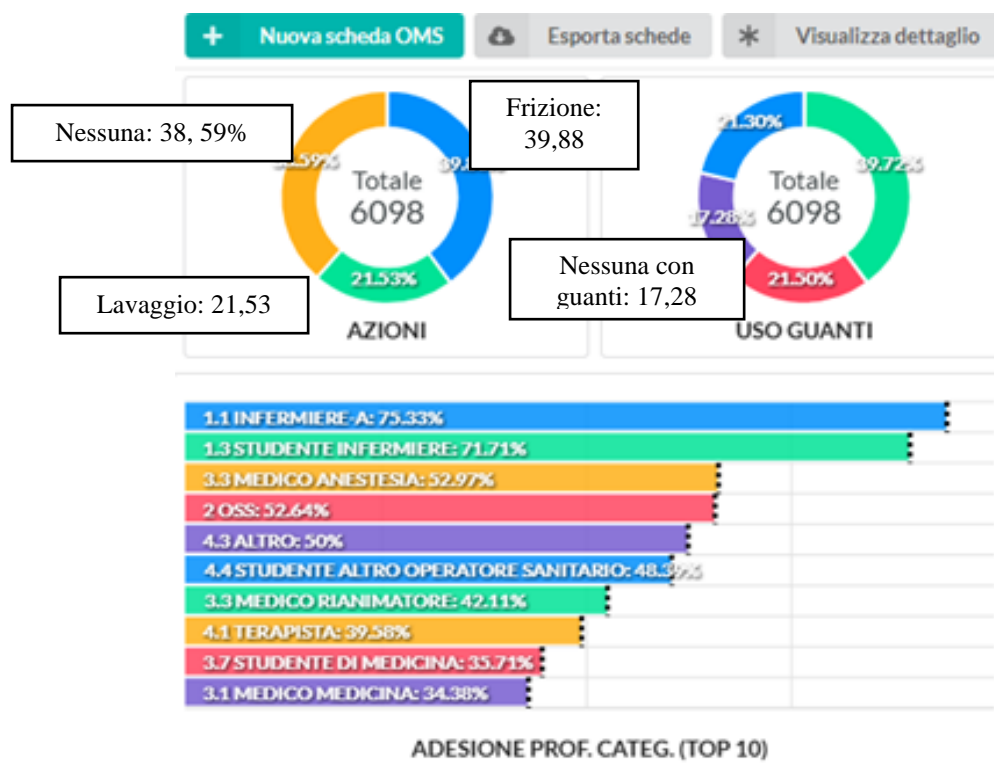 Nuova scheda OMS
Esporta schede
Visualizza dettaglio
Nessuna: 38, 59%
Frizione:
39,88
Totale
6098
21.53%
Lavaggio: 21,53
AZIONI
21.30%
39.72%
Totale
6098
17.28%
21.50%
Nessuna con
guanti: 17,28
USO GUANTI
1.1 INFERMIERE-A: 75.33%
1.3 STUDENTE INFERMIERE: 71.71%
3.3 MEDICO ANESTESIA: 52.97%
2 OSS: 52.64%
4.3 ALTRO: 50%
4.4 STUDENTE ALTRO OPERATORE SANITARIO: 48.39%
3.3 MEDICO RIANIMATORE: 42.11%
4.1 TERAPISTA: 39.58%
3.7 STUDENTE DI MEDICINA: 35.71%
3.1 MEDICO MEDICINA: 34.38%
ADESIONE PROF. CATEG. (TOP 10)